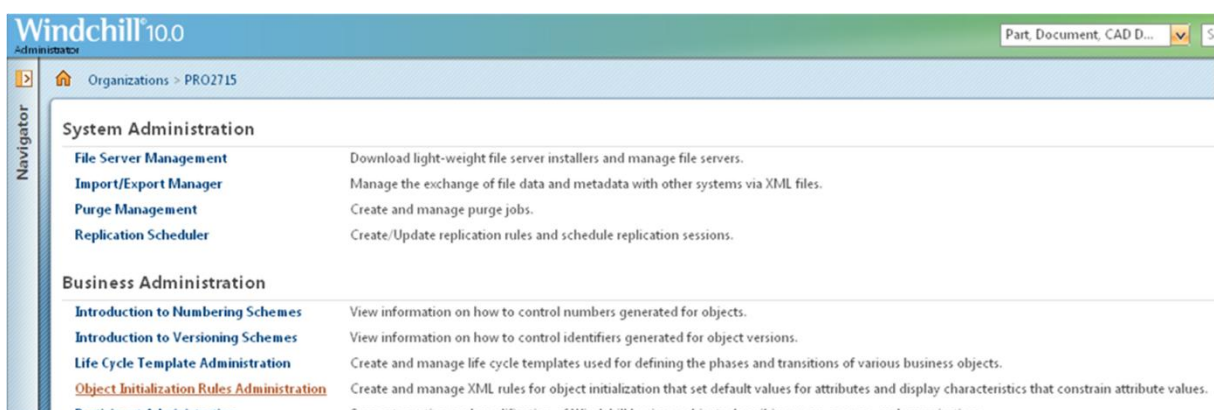 Windchill® 10.0
Administrator
Part, Document, CAD D...
S
Organizations > PRO2715
Navigator
System Administration
File Server Management Download light-weight file server installers and manage file servers.
Import/Export Manager Manage the exchange of file data and metadata with other systems via XML files.
Purge Management Create and manage purge jobs.
Replication Scheduler Create/Update replication rules and schedule replication sessions.
Business Administration
Introduction to Numbering Schemes View information on how to control numbers generated for objects.
Introduction to Versioning Schemes View information on how to control identifiers generated for object versions.
Life Cycle Template Administration Create and manage life cycle templates used for defining the phases and transitions of various business objects.
Object Initialization Rules Administration Create and manage XML rules for object initialization that set default values for attributes and display characteristics that constrain attribute values.